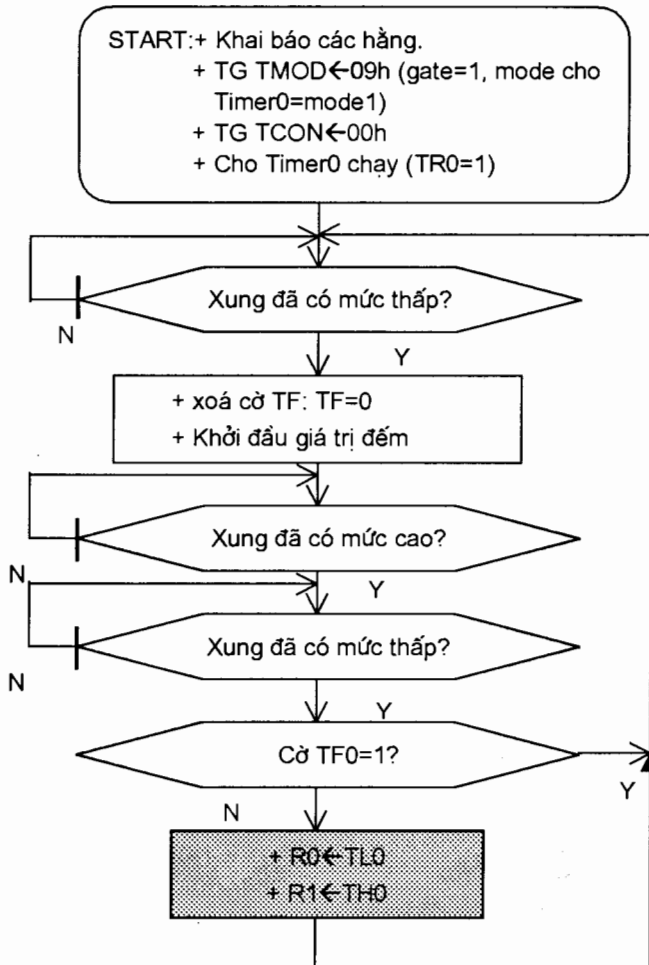 START:+ Khai báo các hằng.
+ TG TMOD←09h (gate=1, mode cho
Timer0=mode1)
+ TG TCON←00h
+ Cho Timer0 chạy (TR0=1)
Xung đã có mức thấp?
N
Y
+ xoá cờ TF: TF=0
+ Khởi đầu giá trị đếm
Xung đã có mức cao?
N
Y
Xung đã có mức thấp?
N
Y
Cờ TF0=1?
Y
N
+ R0←TL0
+ R1←TH0